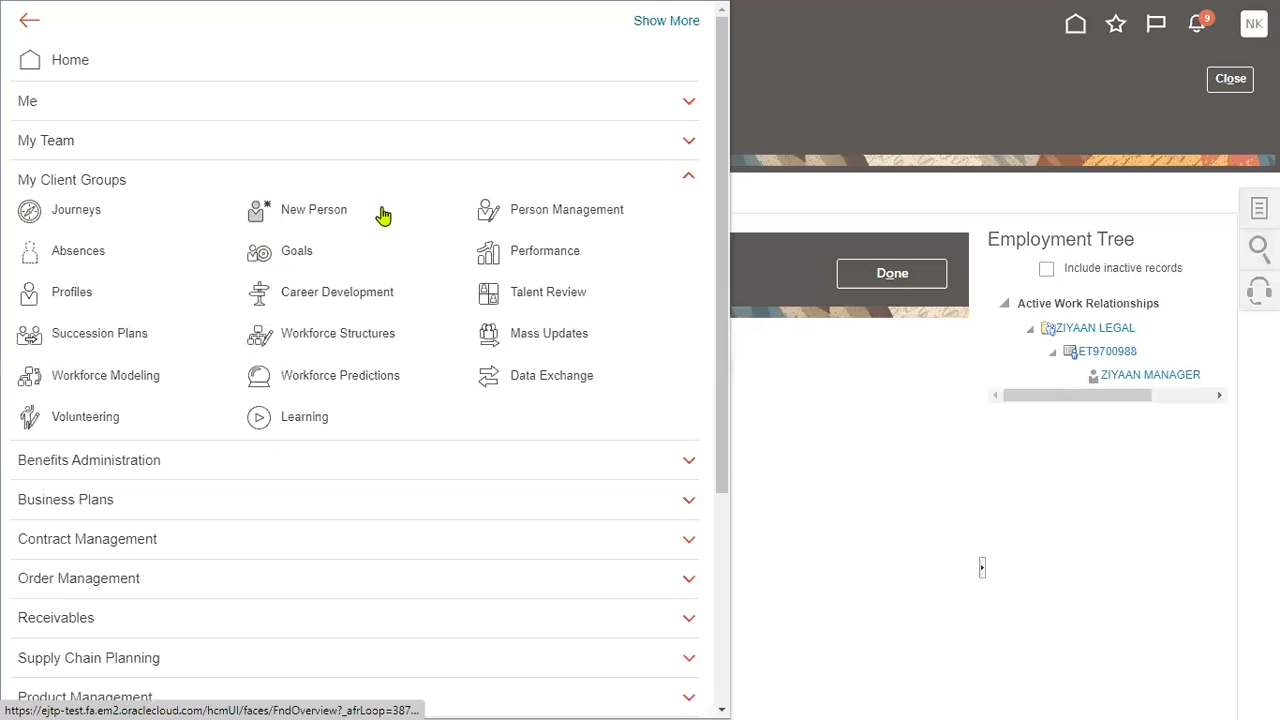 Show More
9
NK
Home
Close
Me
My Team
My Client Groups
Journeys
New Person
Person Management
Absences
Goals
Performance
Profiles
Career Development
Talent Review
Succession Plans
Workforce Structures
Mass Updates
Workforce Modeling
Workforce Predictions
Data Exchange
Volunteering
Learning
Benefits Administration
Business Plans
Contract Management
Order Management
Receivables
Supply Chain Planning
Product Management
https://ejtp-test.fa.em2.oraclecloud.com/hcmUI/faces/FndOverview?_afrLoop=387...
Done
Employment Tree
Include inactive records
Active Work Relationships
ZIYAAN LEGAL
ET9700988
ZIYAAN MANAGER